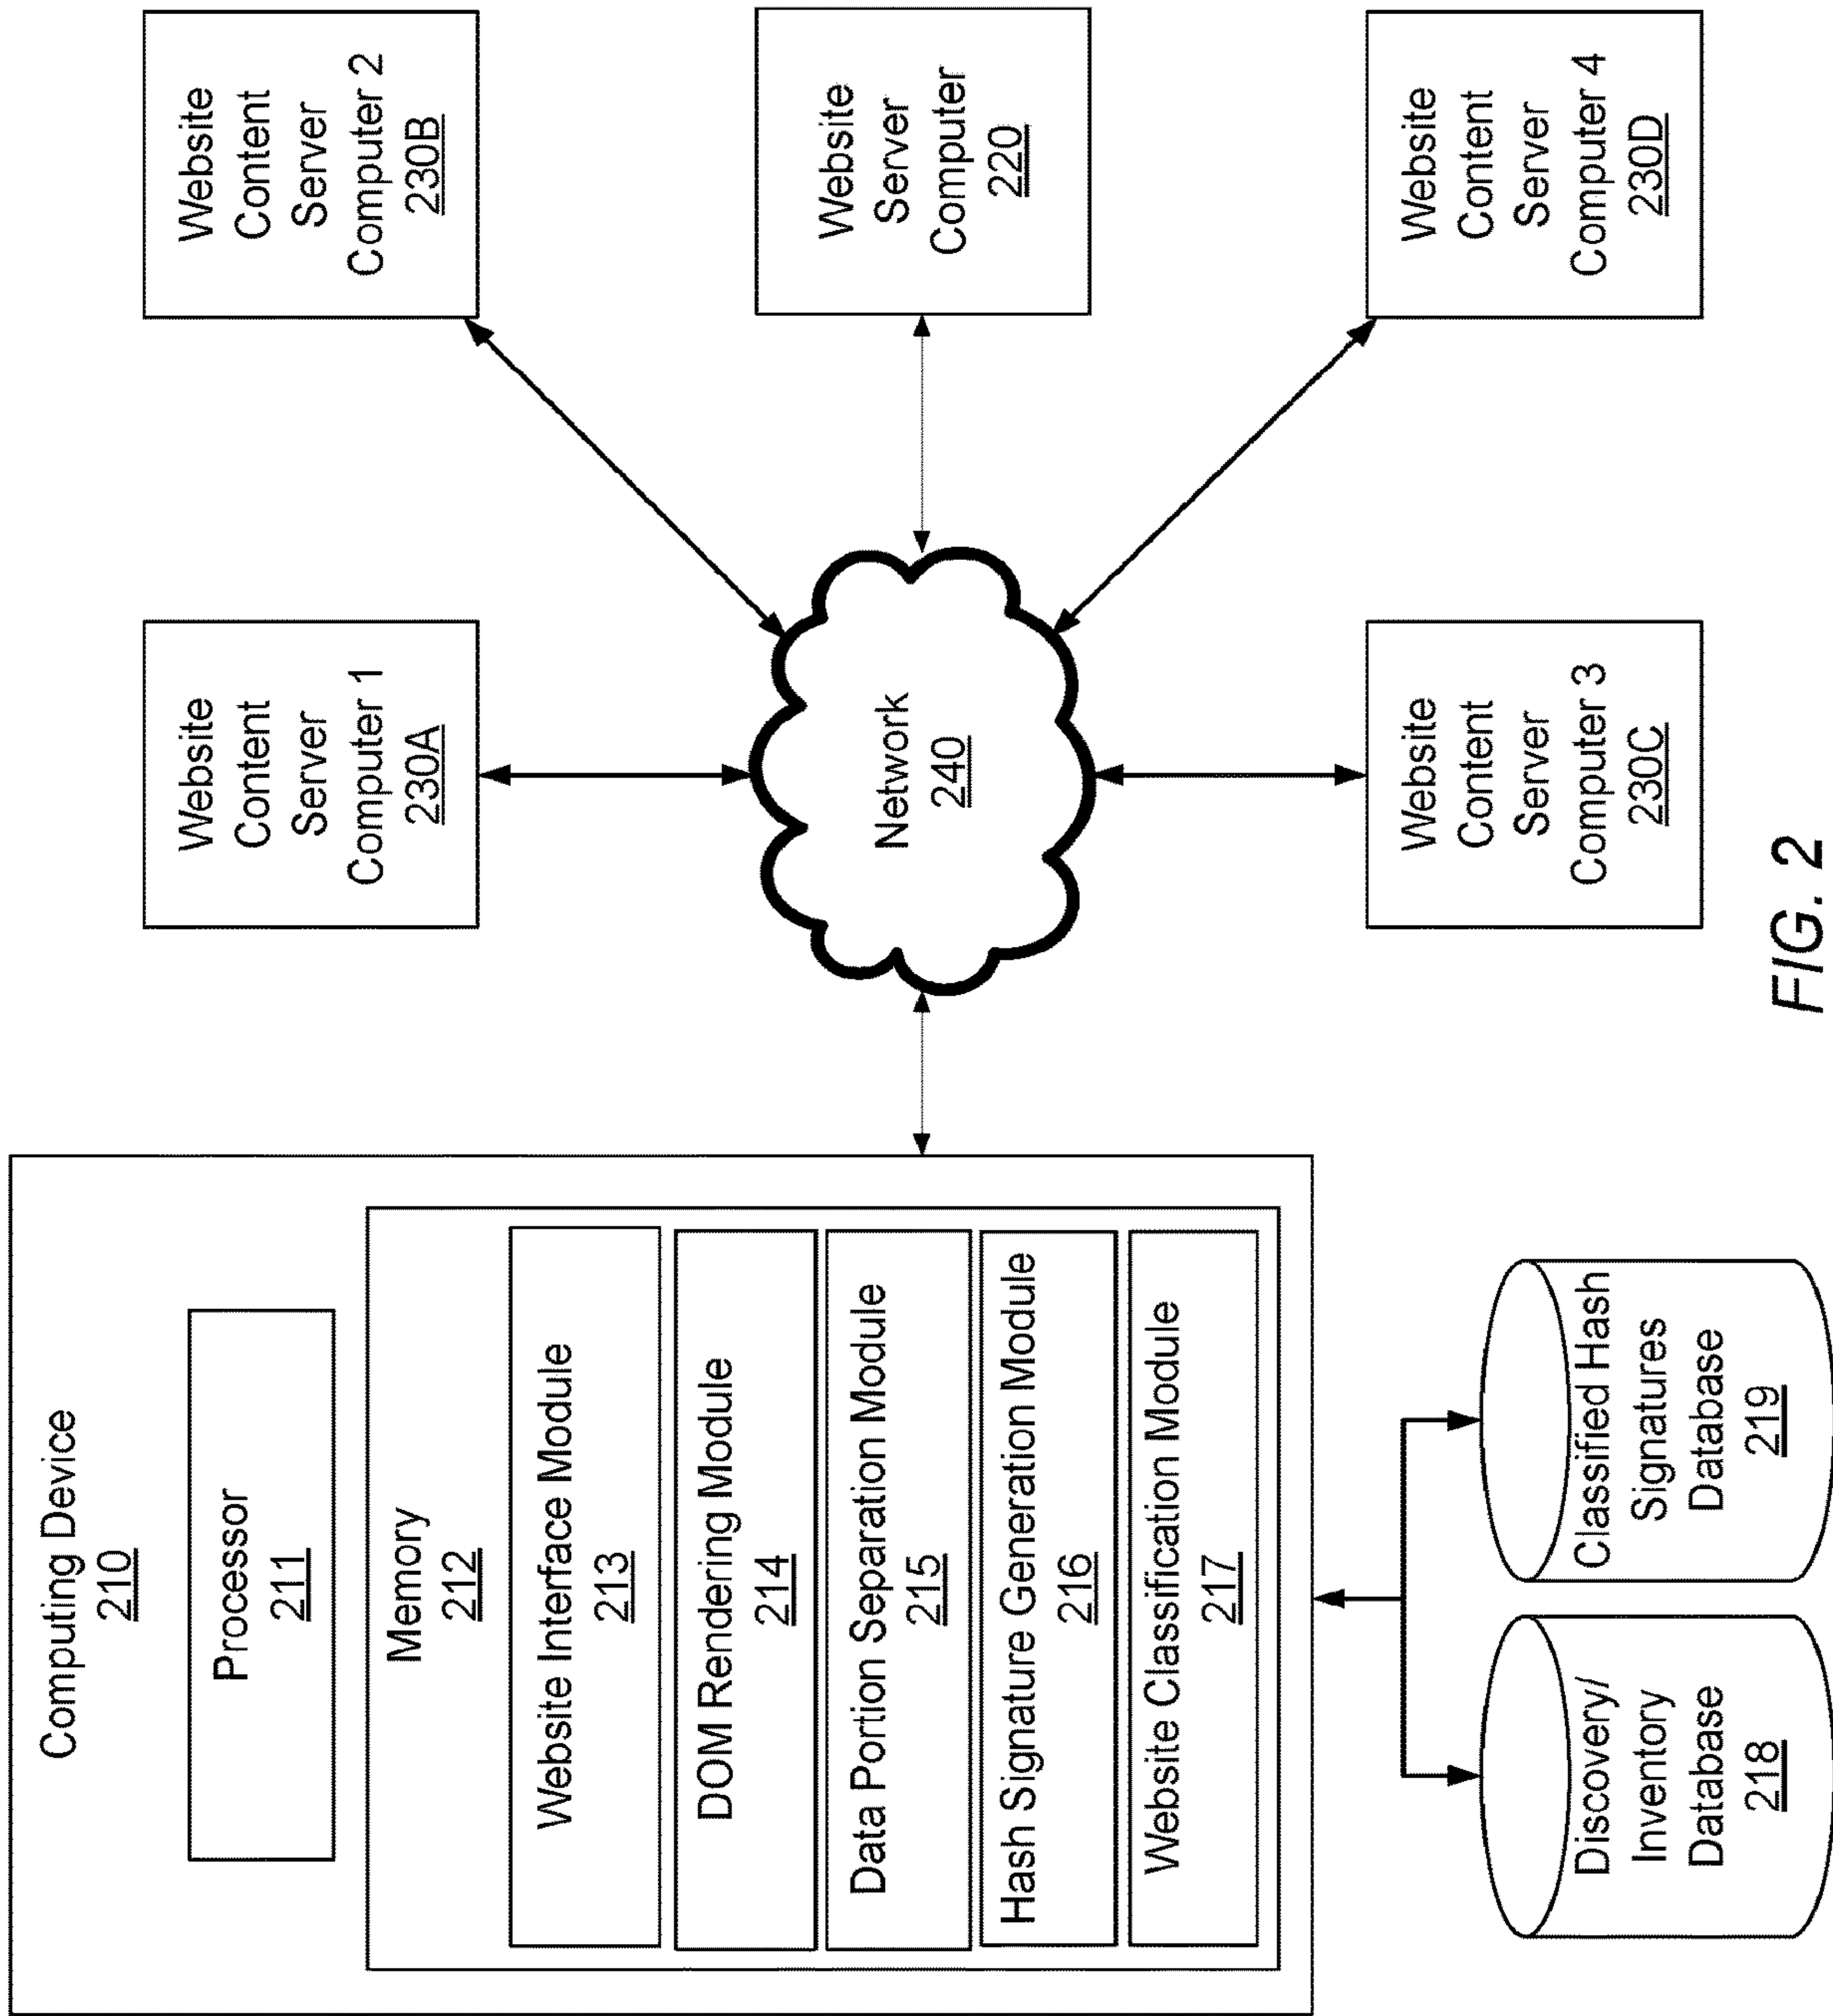 Computing Device
210
Processor
211
Memory
212
Website Interface Module
213
DOM Rendering Module
214
Data Portion Separation Module
215
Hash Signature Generation Module
216
Website Classification Module
217
Discovery/
Inventory
Database
218
Classified Hash
Signatures
Database
219
Network
240
Website
Content
Server
Computer 1
230A
Website
Content
Server
Computer 2
230B
Website
Server
Computer
220
Website
Content
Server
Computer 3
230C
Website
Content
Server
Computer 4
230D
FIG. 2